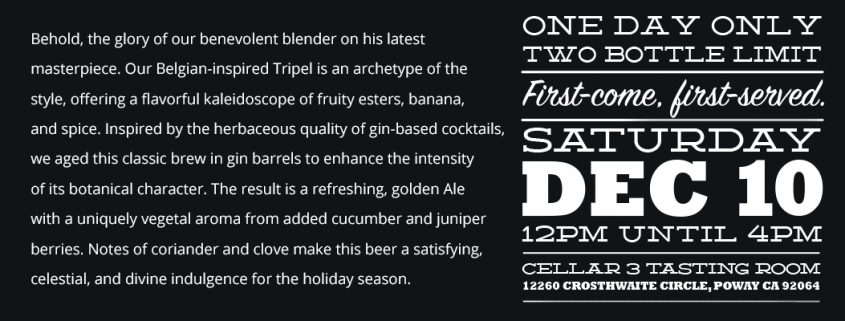 Behold, the glory of our benevolent blender on his latest
masterpiece. Our Belgian-inspired Tripel is an archetype of the
style, offering a flavorful kaleidoscope of fruity esters, banana,
and spice. Inspired by the herbaceous quality of gin-based cocktails,
we aged this classic brew in gin barrels to enhance the intensity
of its botanical character. The result is a refreshing, golden Ale
with a uniquely vegetal aroma from added cucumber and juniper
berries. Notes of coriander and clove make this beer a satisfying,
celestial, and divine indulgence for the holiday season.
ONE DAY ONLY
TWO BOTTLE LIMIT
First-come, first-served.
SATURDAY
DEC 10
12PM UNTIL 4PM
CELLAR 3 TASTING ROOM
12260 CROSTHWAITE CIRCLE, POWAY CA 92064